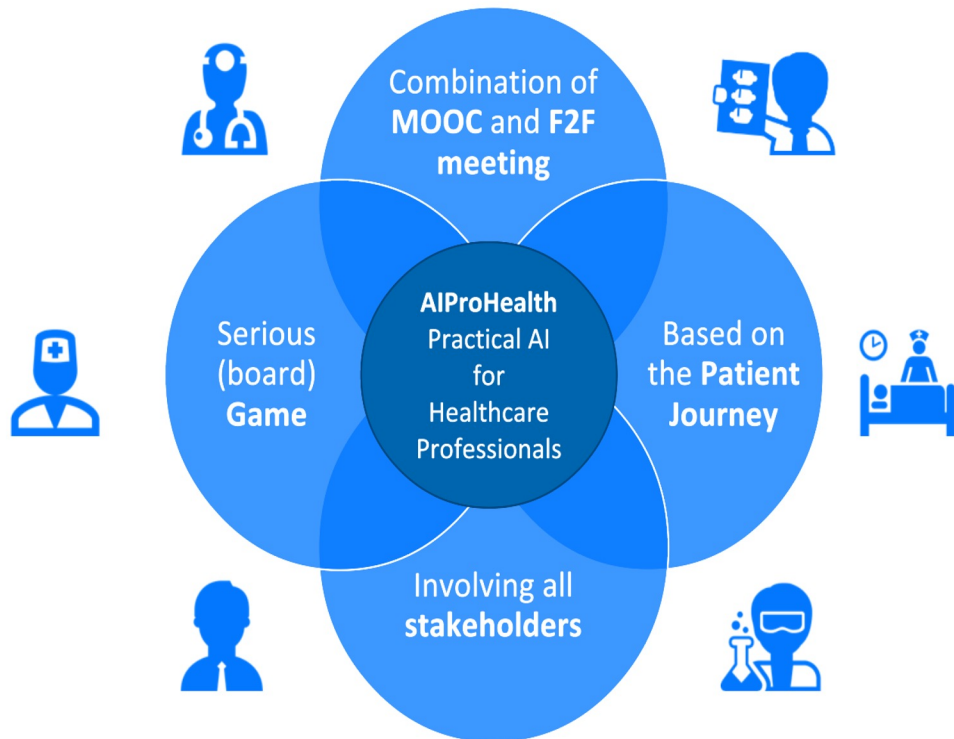 Combination of
MOOC and F2F
meeting
Serious
(board)
Game
AIProHealth
Practical AI
for
Healthcare
Professionals
Based on
the Patient
Journey
Involving all
stakeholders